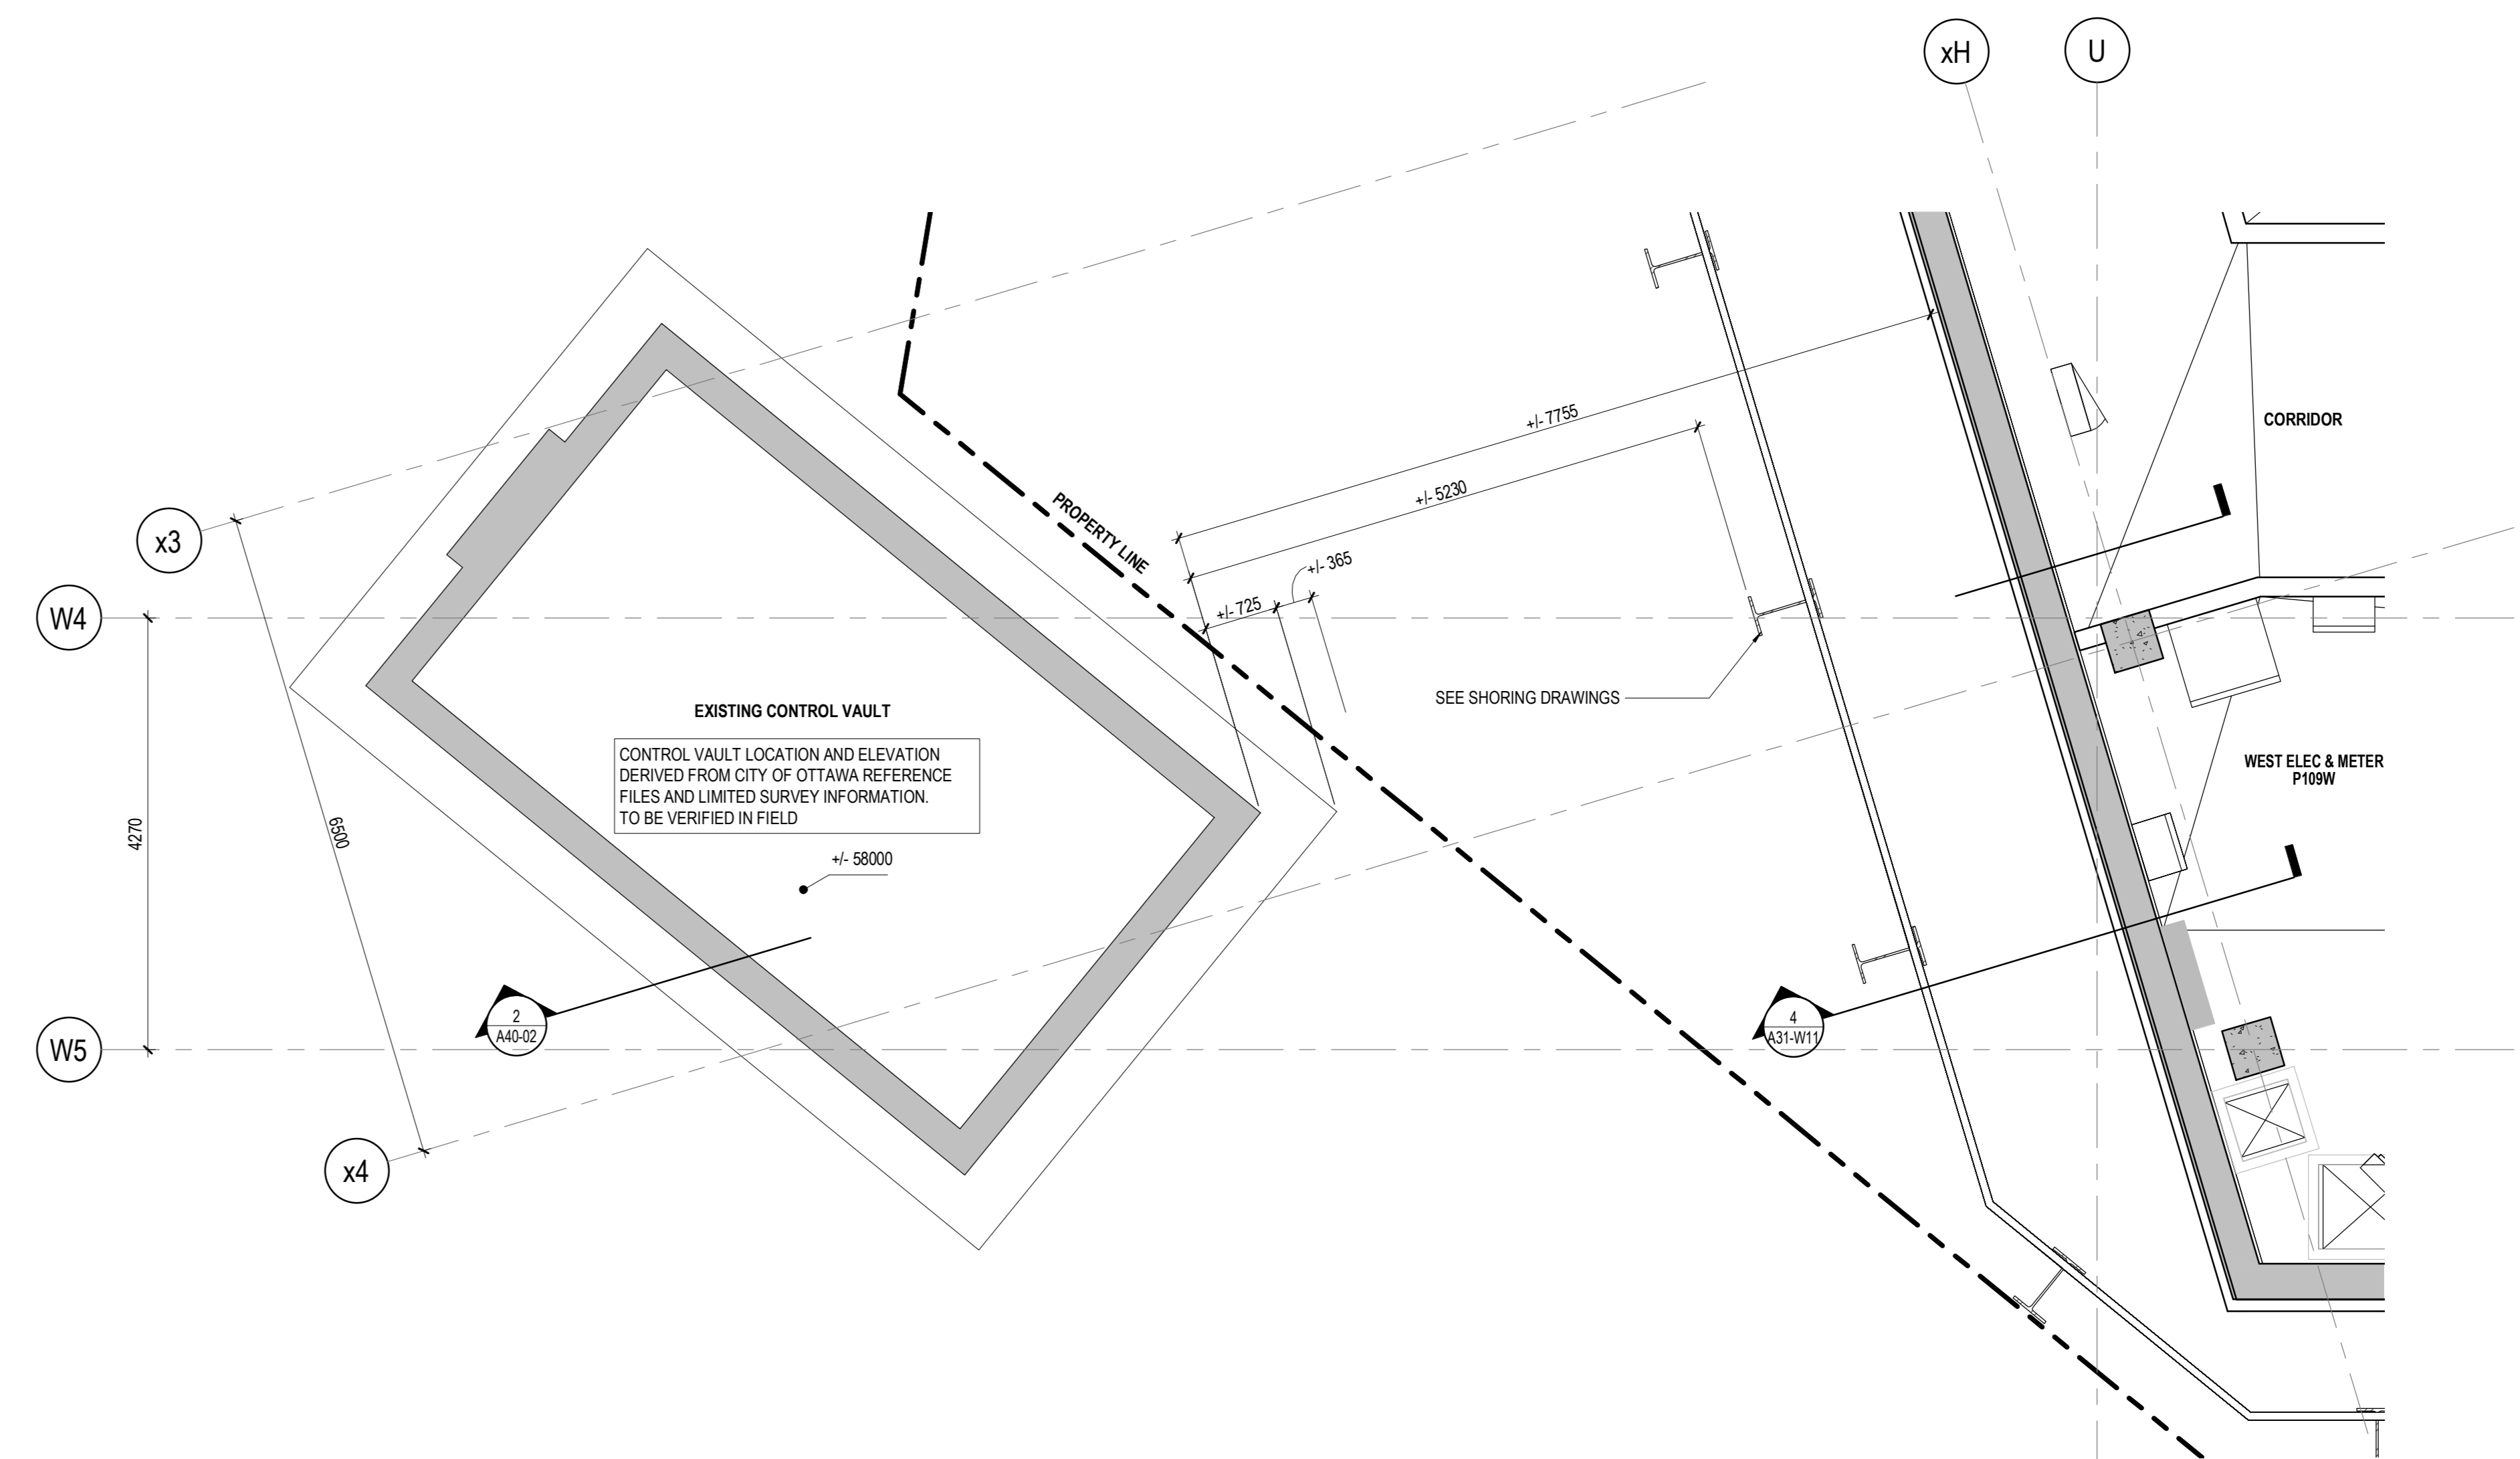 xH
U
+/- 7755
CORRIDOR
+/- 5230
PROPERTY LINE
x3
+/- 365
+/- 725
W4
SEE SHORING DRAWINGS
EXISTING CONTROL VAULT
CONTROL VAULT LOCATION AND ELEVATION
DERIVED FROM CITY OF OTTAWA REFERENCE
FILES AND LIMITED SURVEY INFORMATION.
TO BE VERIFIED IN FIELD
WEST ELEC & METER
P109W
4270
6500
+/- 58000
2
A40-02
4
A31-W11
W5
x4